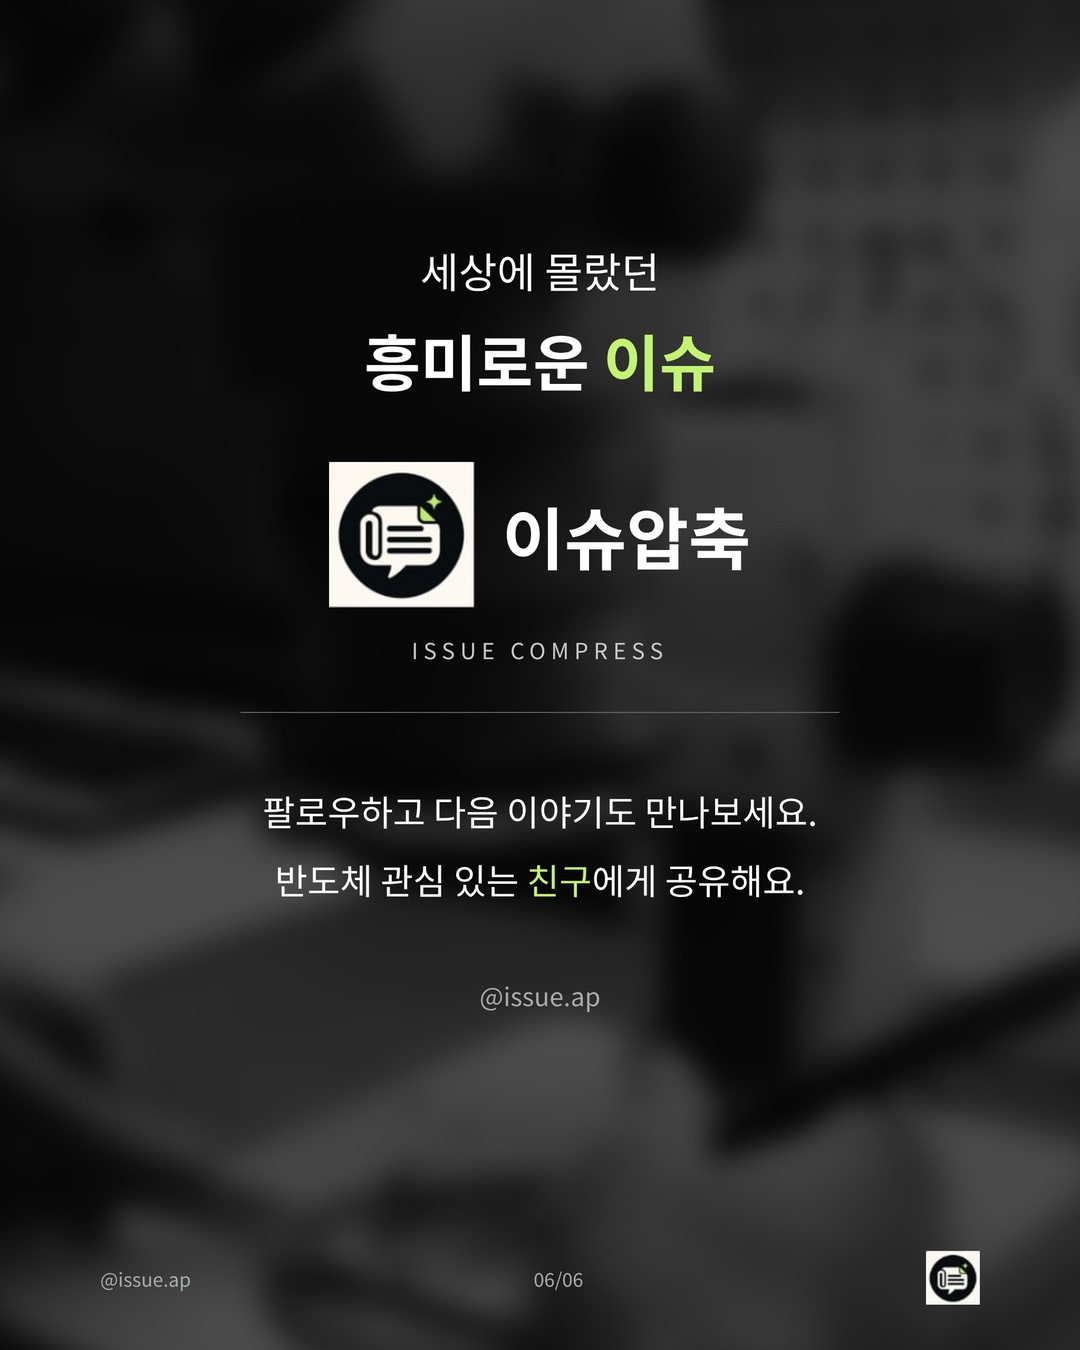 세상에 몰랐던
흥미로운 이슈
이슈압축
ISSUE COMPRESS
팔로우하고 다음 이야기도 만나보세요.
반도체 관심 있는 친구에게 공유해요.
@issue.ap
@issue.ap
06/06